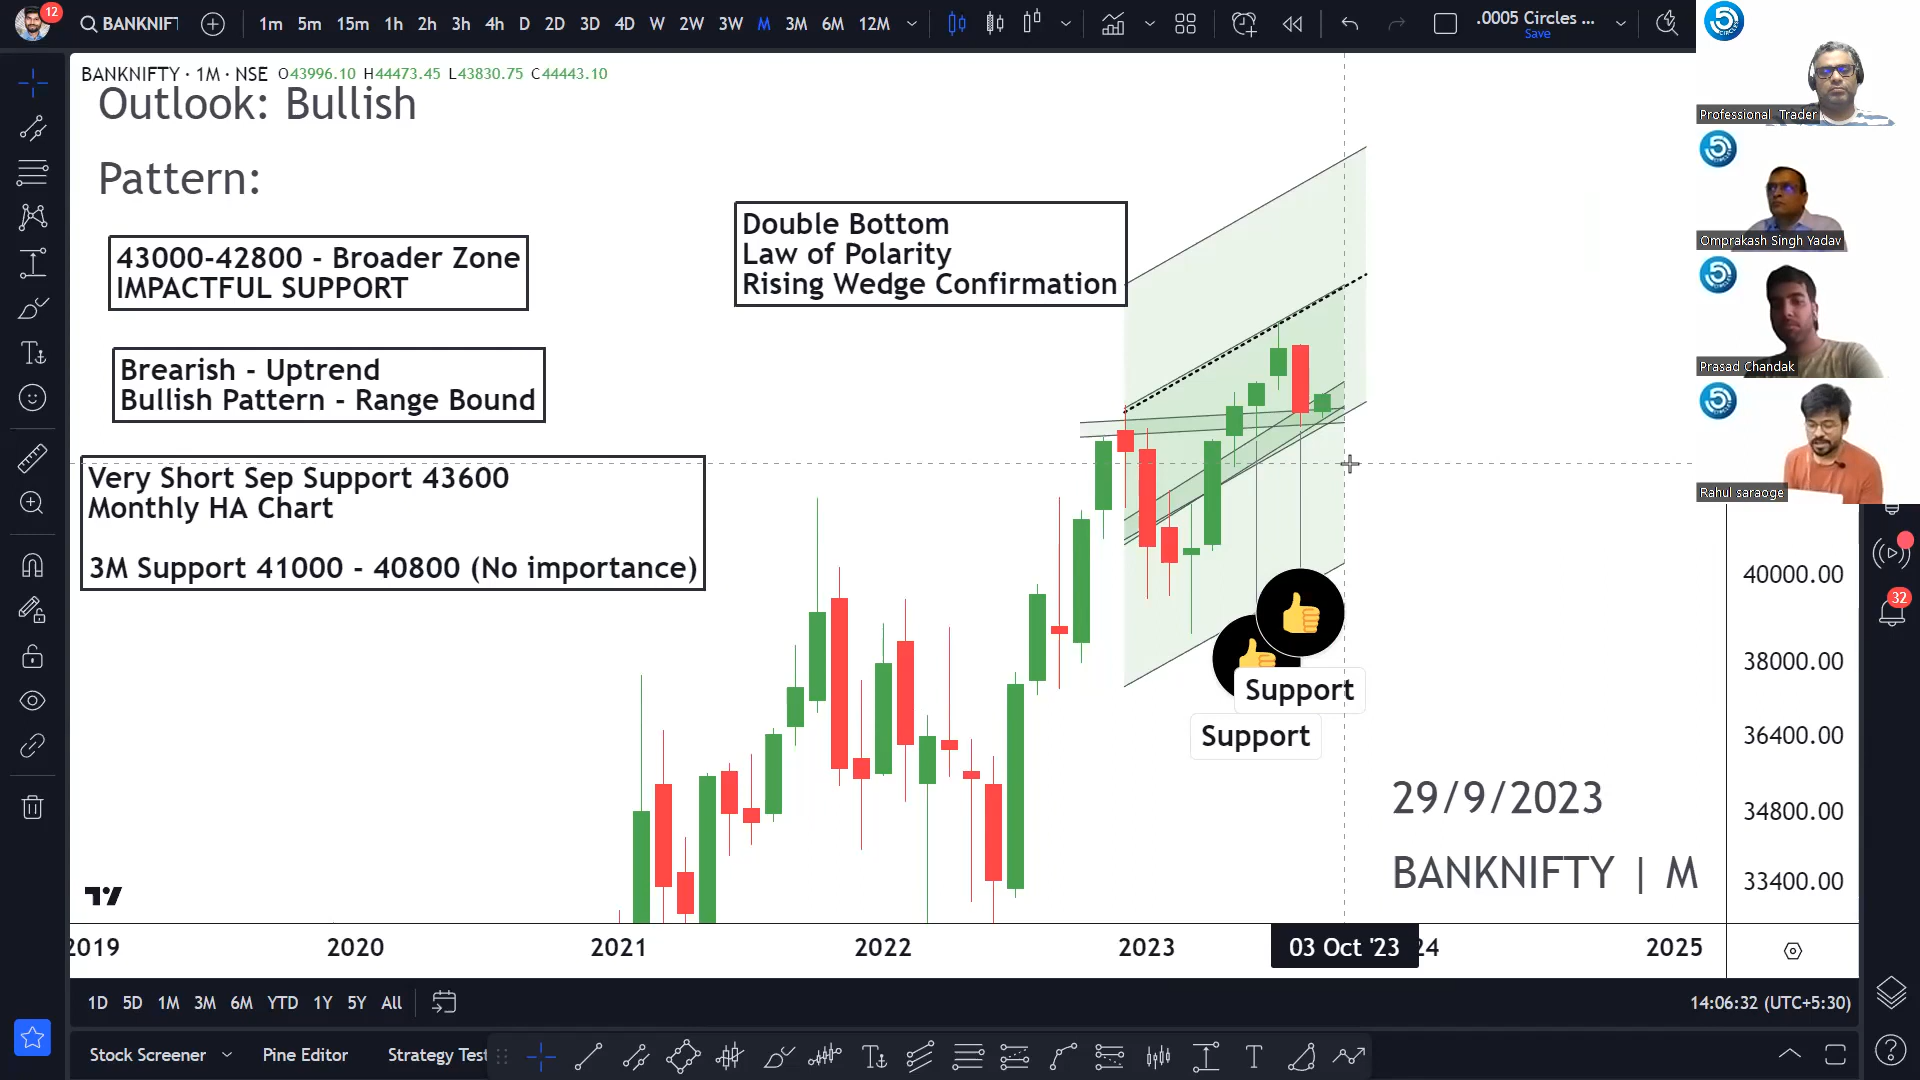 12
BANKNIF
1m 5m 15m 1h 2h 3h 4h D 2D 3D 4D W 2W 3W M 3M 6M 12M
.0005 Circles ...
Save
BANKNIFTY · 1M · NSE O43996.10 H44473.45 L43830.75 C44443.10
Outlook: Bullish
Pattern:
43000-42800 - Broader Zone
IMPACTFUL SUPPORT
Brearish - Uptrend
Bullish Pattern - Range Bound
Very Short Sep Support 43600
Monthly HA Chart
3M Support 41000 - 40800 (No importance)
Double Bottom
Law of Polarity
Rising Wedge Confirmation
Support
Support
29/9/2023
BANKNIFTY | M
Professional Trader
Omprakash Singh Yadav
Prasad Chandak
Rahul saraoge
40000.00
38000.00
36400.00
34800.00
33400.00
32
2019 2020 2021 2022 2023 03 Oct '23 24 2025
1D 5D 1M 3M 6M YTD 1Y 5Y All
14:06:32 (UTC+5:30)
Stock Screener Pine Editor Strategy Test